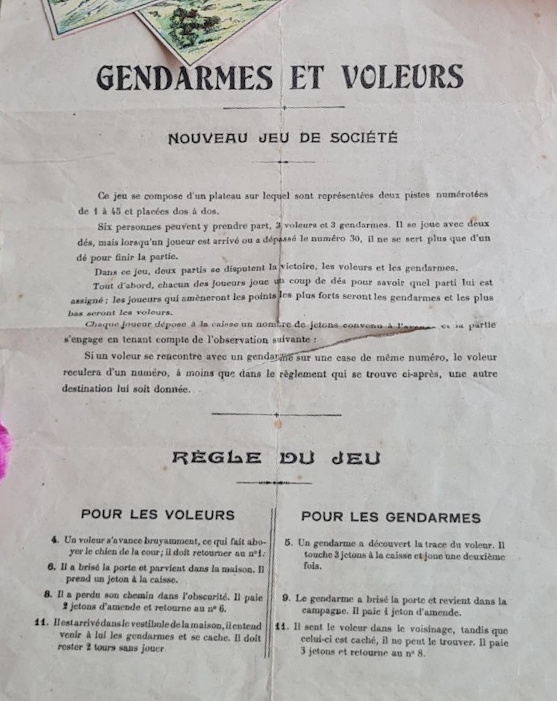 GENDARMES ET VOLEURS
NOUVEAU JEU DE SOCIÉTÉ
Ce jeu se compose d'un plateau sur lequel sont représentées deux pistes numérotées
de 1 à 45 et placées dos à dos.
Six personnes peuvent y prendre part, 3 voleurs et 3 gendarmes. Il se joue avec deux
dés, mais lorsqu'un joueur est arrivé ou a dépassé le numéro 30, il ne se sert plus que d'un
dé pour finir la partie.
Dans ce jeu, deux partis se disputent la victoire, les voleurs et les gendarmes.
Tout d'abord, chacun des joueurs joue un coup de dés pour savoir quel parti lui est
assigné ; les joueurs qui amèneront les points les plus forts seront les gendarmes et les plus
bas seront les voleurs.
Chaque joueur dépose à la caisse un nombre de jetons convenu à et la partie
s'engage en tenant compte de l'observation suivante :
Si un voleur se rencontre avec un gendarme sur une case de même numéro, le voleur
reculera d'un numéro, à moins que dans le règlement qui se trouve ci-après, une autre
destination lui soit donnée.
RÈGLE DU JEU
POUR LES VOLEURS
4. Un voleur s'avance bruyamment, ce qui fait abo-
yer le chien de la cour; il doit retourner au n° 1.
6. Il a brisé la porte et parvient dans la maison. Il
prend un jeton à la caisse.
8. Il a perdu son chemin dans l'obscurité. Il paie
2 jetons d'amende et retourne au n° 6.
11. Il est arrivé dans le vestibule de la maison, il entend
venir à lui les gendarmes et se cache. Il doit
rester 2 tours sans jouer
POUR LES GENDARMES
5. Un gendarme a découvert la trace du voleur. Il
touche 3 jetons à la caisse et joue une deuxième
fois.
9. Le gendarme a brisé la porte et revient dans la
campagne. Il paie 1 jeton d'amende.
11. Il sent le voleur dans le voisinage, tandis que
celui-ci est caché, il ne peut le trouver. Il paie
3 jetons et retourne au n° 8.